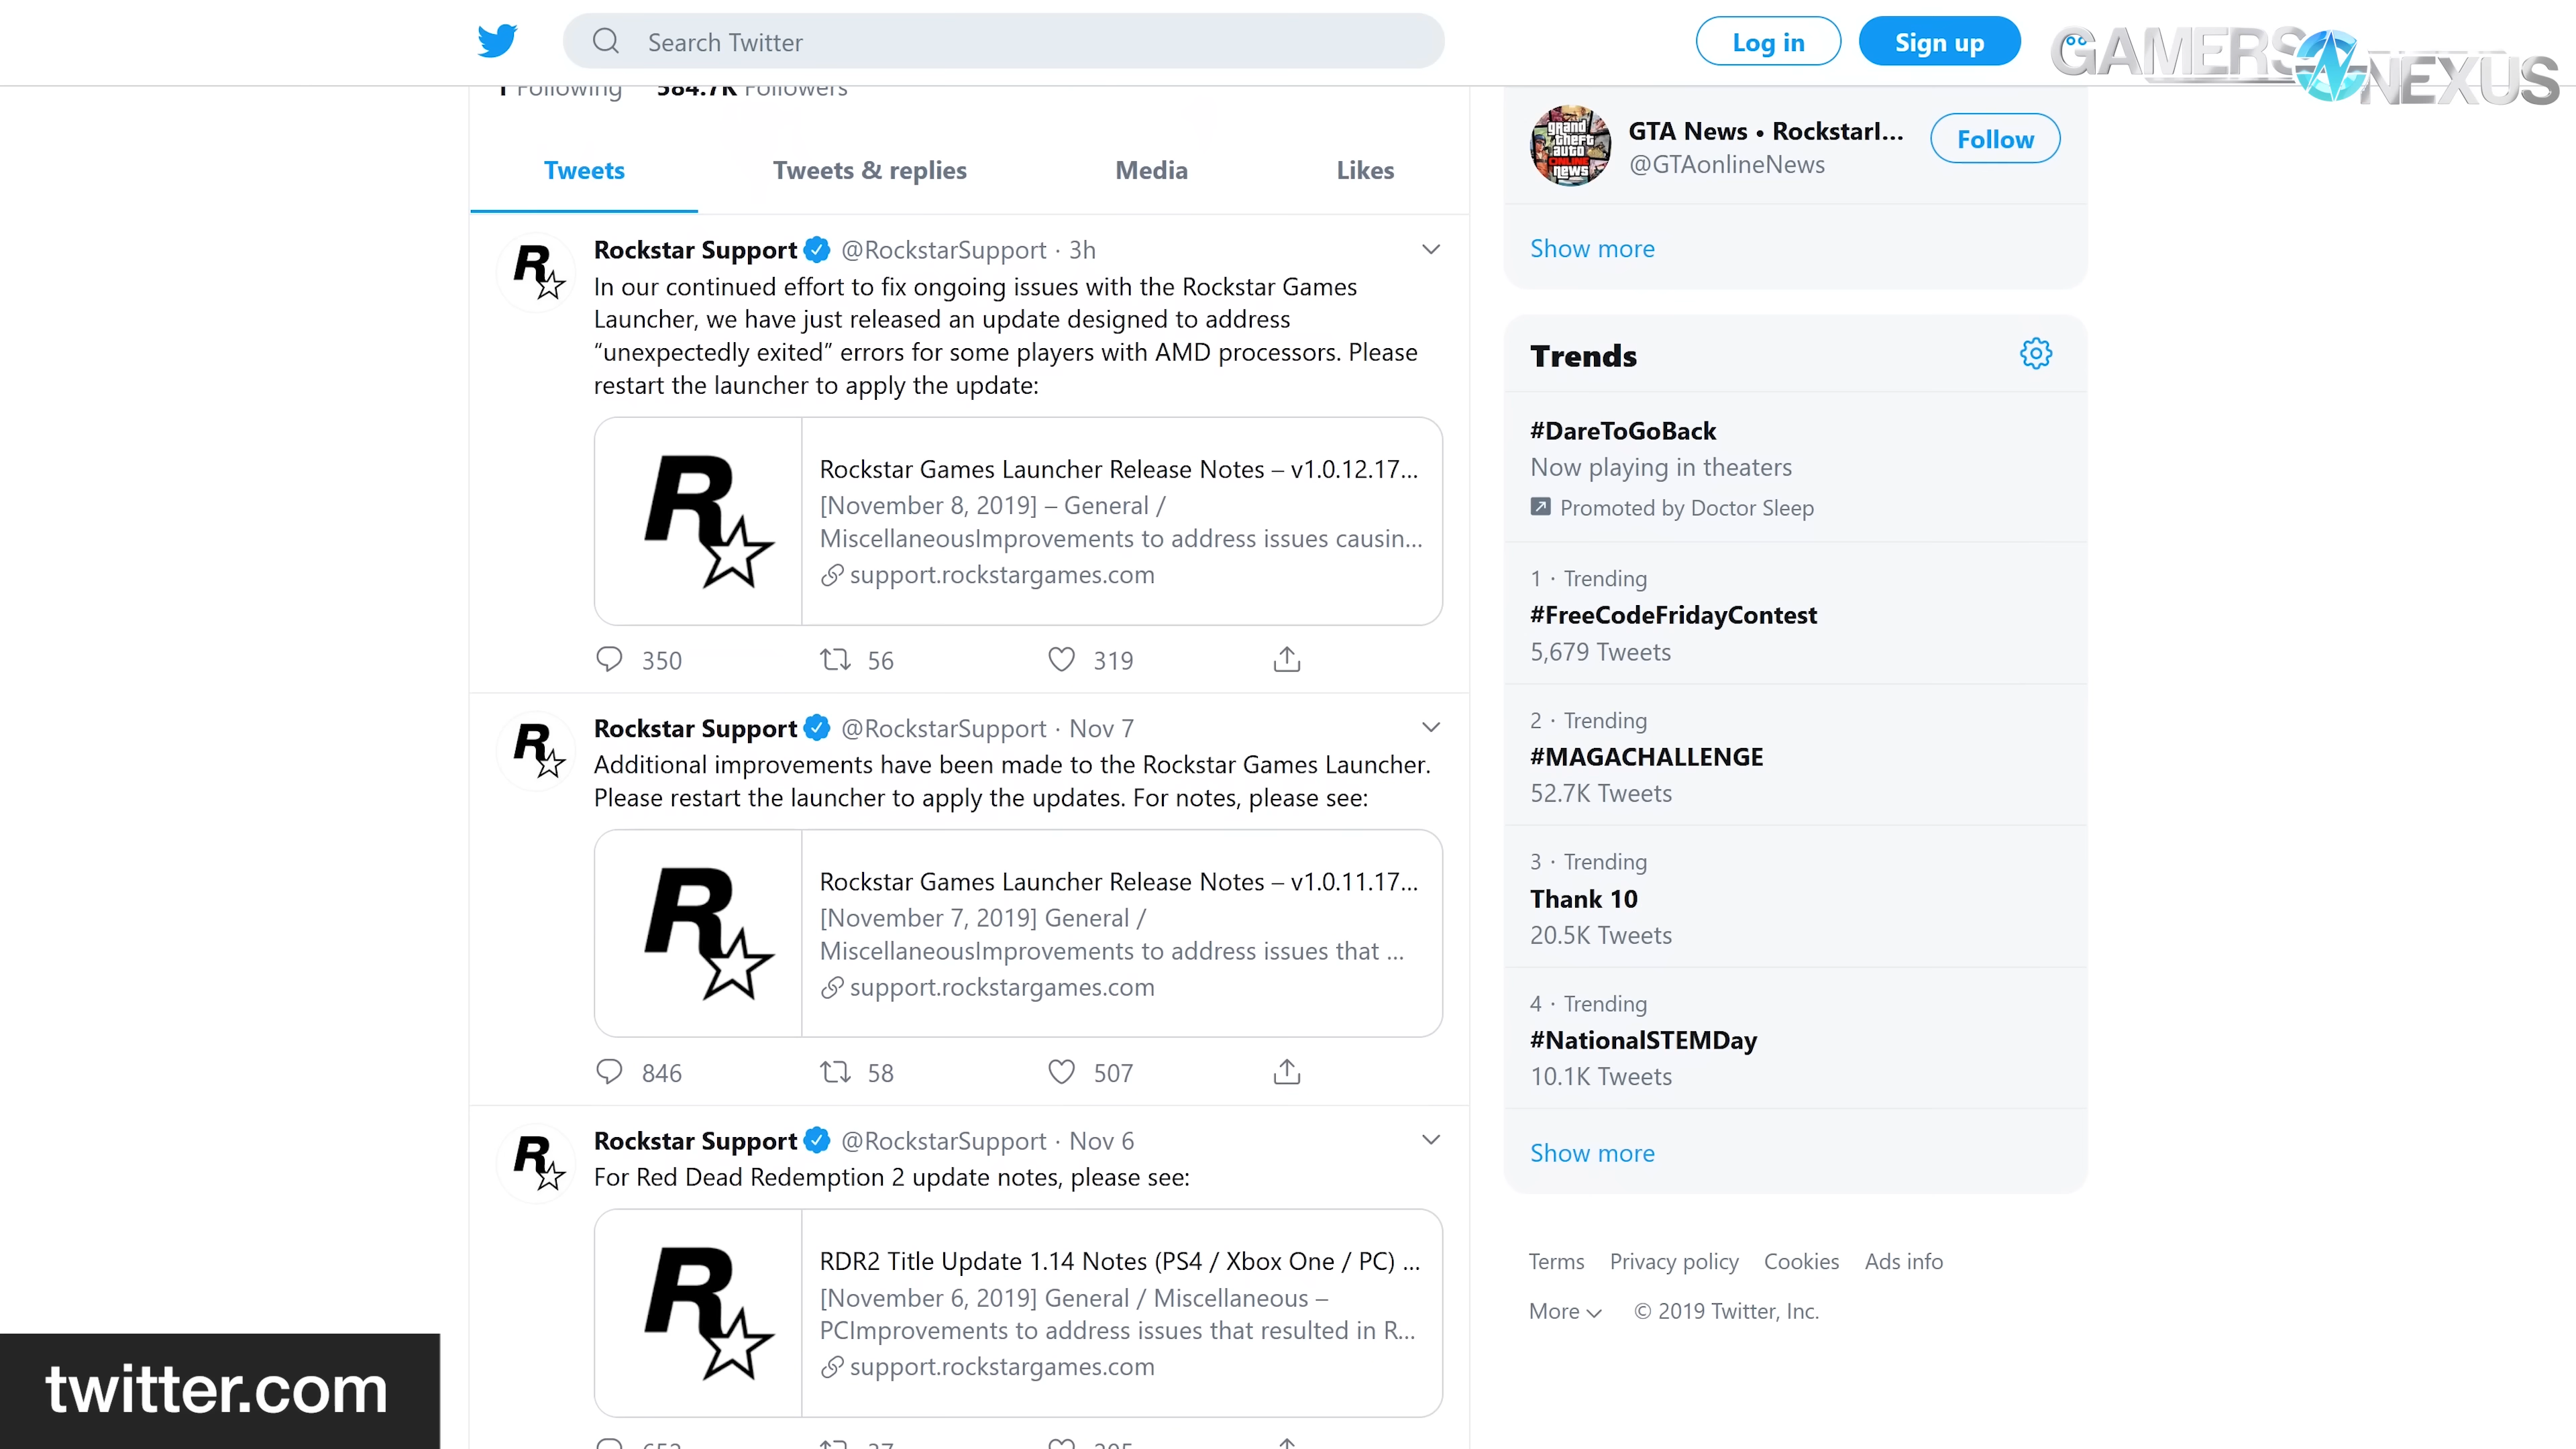 Search Twitter
Log in
Sign up
GAMERS NEXUS
1 Following 584.7K Followers
Tweets
Tweets & replies
Media
Likes
Rockstar Support @RockstarSupport · 3h
In our continued effort to fix ongoing issues with the Rockstar Games
Launcher, we have just released an update designed to address
“unexpectedly exited” errors for some players with AMD processors. Please
restart the launcher to apply the update:
R
Rockstar Games Launcher Release Notes – v1.0.12.17...
[November 8, 2019] – General /
MiscellaneousImprovements to address issues causin...
support.rockstargames.com
350 56 319
Rockstar Support @RockstarSupport · Nov 7
Additional improvements have been made to the Rockstar Games Launcher.
Please restart the launcher to apply the updates. For notes, please see:
R
Rockstar Games Launcher Release Notes – v1.0.11.17...
[November 7, 2019] General /
MiscellaneousImprovements to address issues that ...
support.rockstargames.com
846 58 507
Rockstar Support @RockstarSupport · Nov 6
For Red Dead Redemption 2 update notes, please see:
R
RDR2 Title Update 1.14 Notes (PS4 / Xbox One / PC) ...
[November 6, 2019] General / Miscellaneous –
PCImprovements to address issues that resulted in R...
support.rockstargames.com
grand
theft
auto
ONLINE
news
GTA News • RockstarI...
@GTAonlineNews
Follow
Show more
Trends
#DareToGoBack
Now playing in theaters
Promoted by Doctor Sleep
1 · Trending
#FreeCodeFridayContest
5,679 Tweets
2 · Trending
#MAGACHALLENGE
52.7K Tweets
3 · Trending
Thank 10
20.5K Tweets
4 · Trending
#NationalSTEMDay
10.1K Tweets
Show more
Terms Privacy policy Cookies Ads info
More © 2019 Twitter, Inc.
twitter.com